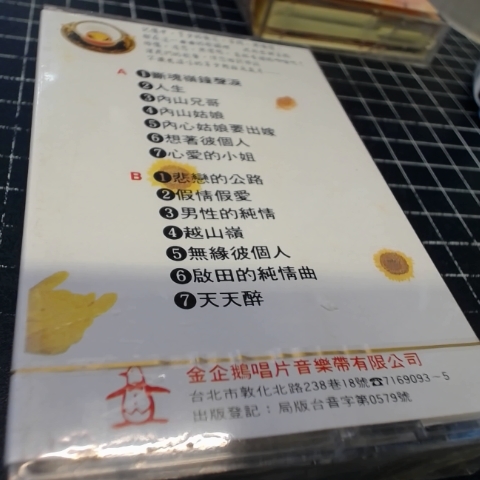 A
❶斷魂嶺鐘聲淚
❷人生
❸內山兄哥
❹內山姑娘
❺內心姑娘要出嫁
❻想著彼個人
❼心愛的小姐
B
❶悲戀的公路
❷假情假愛
❸男性的純情
❹越山嶺
❺無緣彼個人
❻啟田的純情曲
❼天天醉
金企鵝唱片音樂帶有限公司
台北市敦化北路238巷18號☎7169093-5
出版登記：局版台音字第0579號